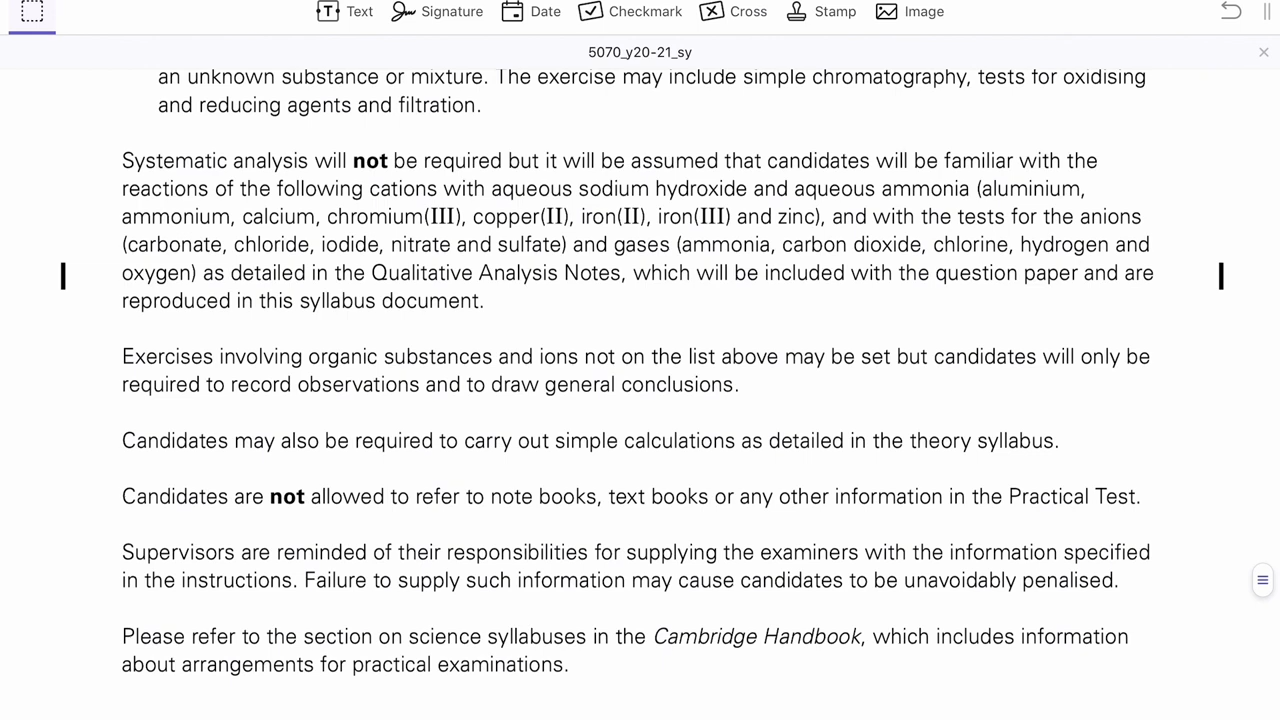 Text Signature Date Checkmark Cross Stamp Image
5070_y20-21_sy
an unknown substance or mixture. The exercise may include simple chromatography, tests for oxidising
and reducing agents and filtration.
Systematic analysis will not be required but it will be assumed that candidates will be familiar with the
reactions of the following cations with aqueous sodium hydroxide and aqueous ammonia (aluminium,
ammonium, calcium, chromium(III), copper(II), iron(II), iron(III) and zinc), and with the tests for the anions
(carbonate, chloride, iodide, nitrate and sulfate) and gases (ammonia, carbon dioxide, chlorine, hydrogen and
oxygen) as detailed in the Qualitative Analysis Notes, which will be included with the question paper and are
reproduced in this syllabus document.
Exercises involving organic substances and ions not on the list above may be set but candidates will only be
required to record observations and to draw general conclusions.
Candidates may also be required to carry out simple calculations as detailed in the theory syllabus.
Candidates are not allowed to refer to note books, text books or any other information in the Practical Test.
Supervisors are reminded of their responsibilities for supplying the examiners with the information specified
in the instructions. Failure to supply such information may cause candidates to be unavoidably penalised.
Please refer to the section on science syllabuses in the Cambridge Handbook, which includes information
about arrangements for practical examinations.